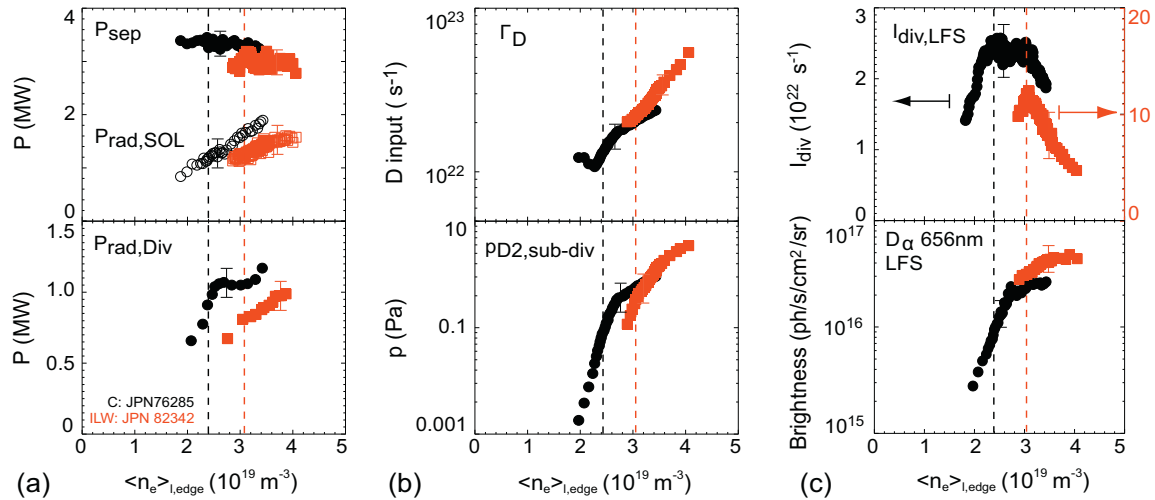 P_sep
P_rad,SOL
P (MW)
4
2
0
P_rad,Div
P (MW)
1.5
1.0
0.5
0
C: JPN76285
ILW: JPN 82342
0 1 2 3 4 5
(a) <n_e>_l,edge (10^19 m^-3)
Γ_D
D input ( s^-1)
10^23
10^22
pD2,sub-div
p (Pa)
10
0.1
0.001
0 1 2 3 4 5
(b) <n_e>_l,edge (10^19 m^-3)
I_div,LFS
I_div (10^22 s^-1)
3
2
1
0
20
10
0
D_α 656nm
LFS
Brightness (ph/s/cm^2/sr)
10^17
10^16
10^15
0 1 2 3 4 5
(c) <n_e>_l,edge (10^19 m^-3)